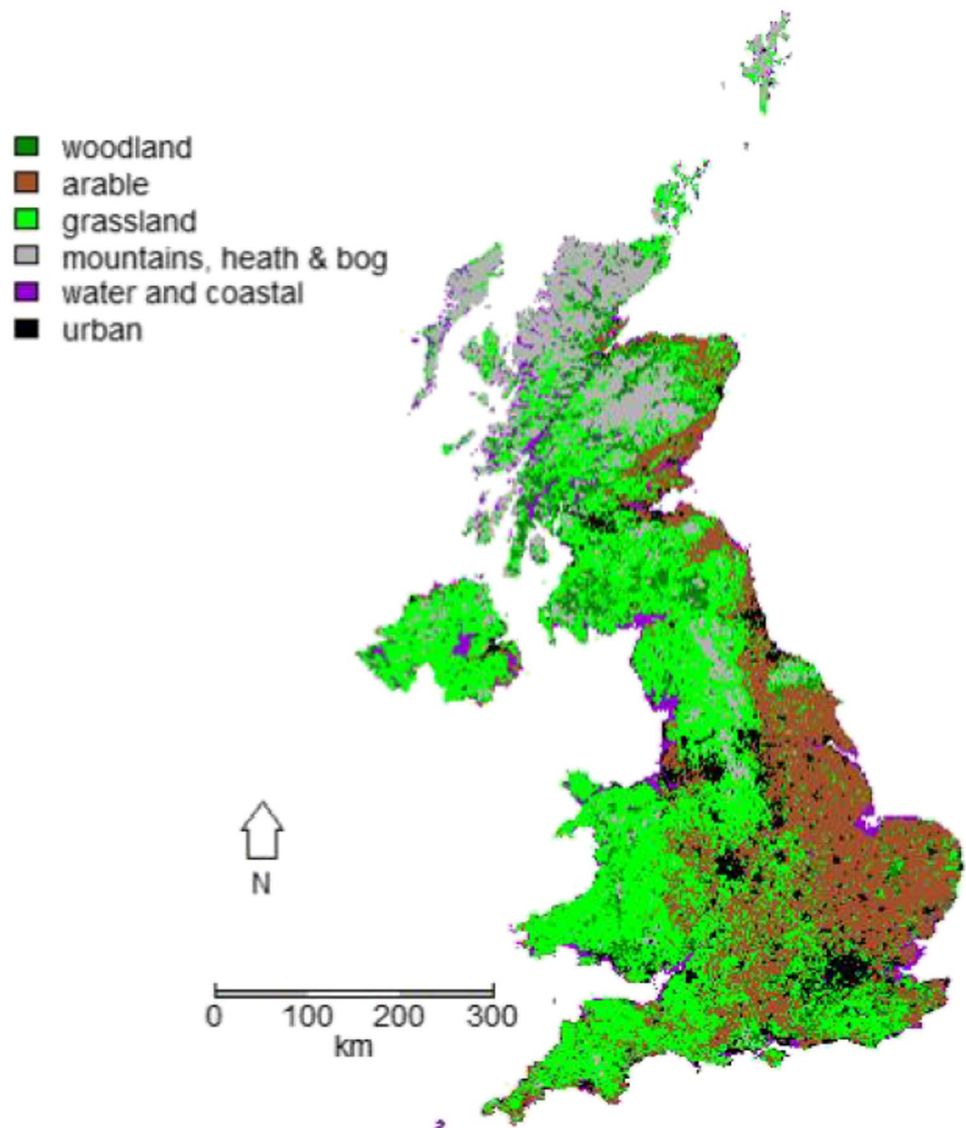 woodland
arable
grassland
mountains, heath & bog
water and coastal
urban
N
0 100 200 300
km